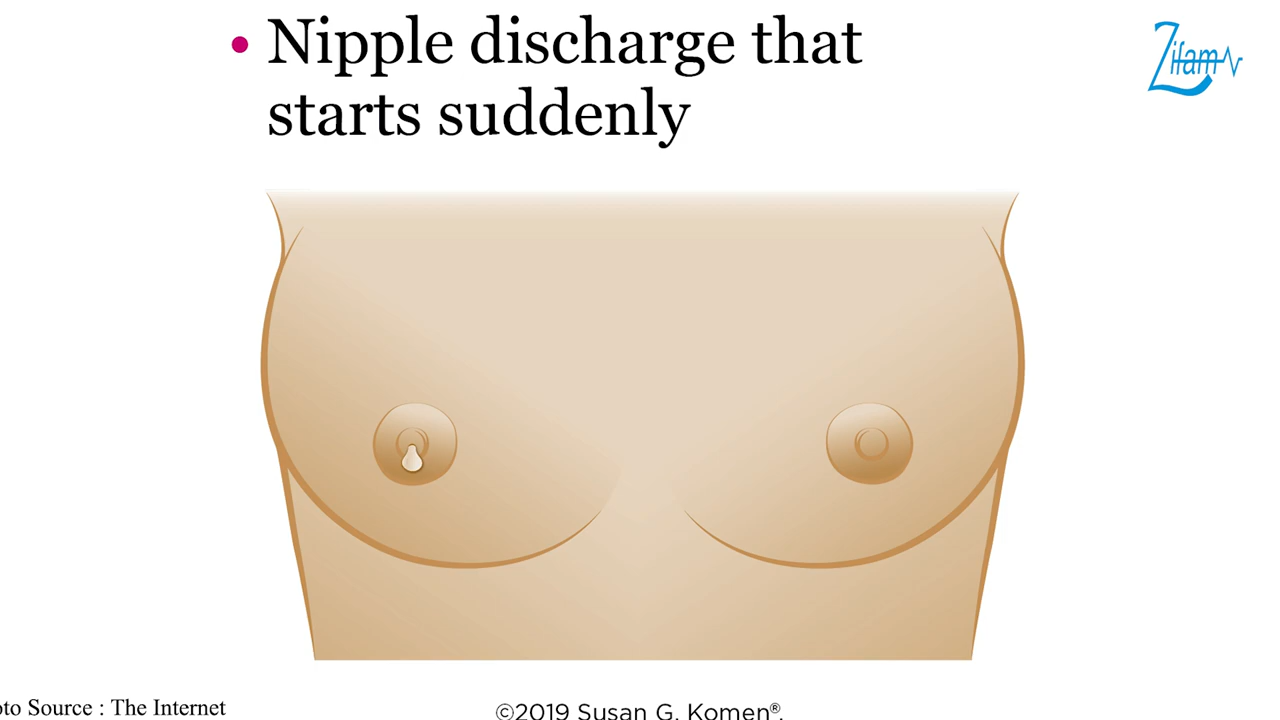 • Nipple discharge that
starts suddenly
Zifam
oto Source : The Internet
©2019 Susan G. Komen®.